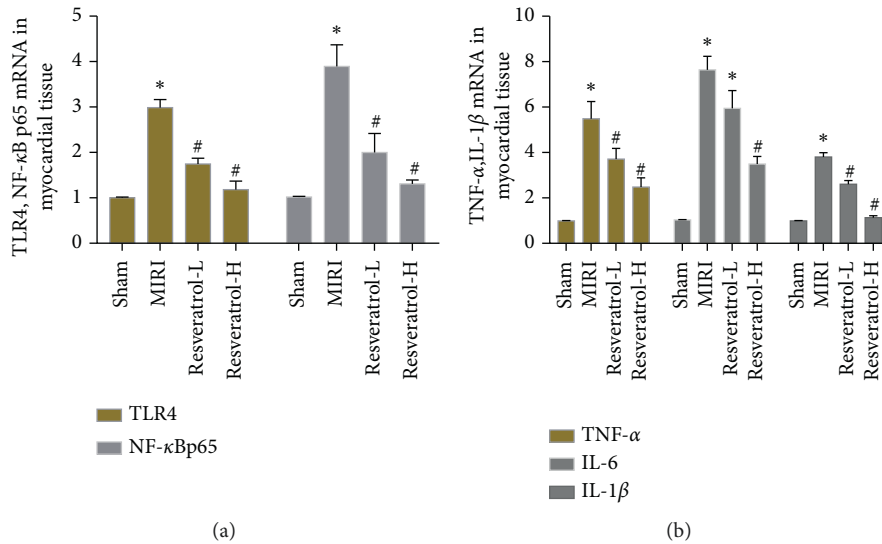 TLR4, NF-κB p65 mRNA in
myocardial tissue
5
4
3
2
1
0
*
#
#
*
#
#
Sham
MIRI
Resveratrol-L
Resveratrol-H
Sham
MIRI
Resveratrol-L
Resveratrol-H
TLR4
NF-κBp65
(a)
TNF-α,IL-1β mRNA in
myocardial tissue
10
8
6
4
2
0
*
#
#
*
*
#
*
#
#
Sham
MIRI
Resveratrol-L
Resveratrol-H
Sham
MIRI
Resveratrol-L
Resveratrol-H
Sham
MIRI
Resveratrol-L
Resveratrol-H
TNF-α
IL-6
IL-1β
(b)